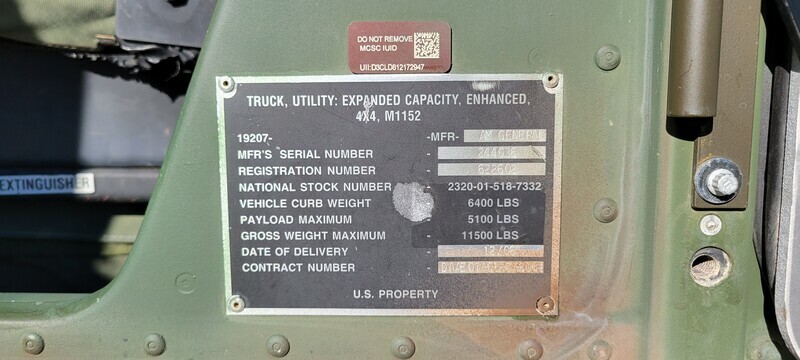 DO NOT REMOVE
MCSC IUID
UII:D3CLD812172947
TRUCK, UTILITY: EXPANDED CAPACITY, ENHANCED,
4X4, M1152
19207- -MFR- AM GENERAL
MFR'S SERIAL NUMBER -
REGISTRATION NUMBER -
NATIONAL STOCK NUMBER - 2320-01-518-7332
VEHICLE CURB WEIGHT - 6400 LBS
PAYLOAD MAXIMUM - 5100 LBS
GROSS WEIGHT MAXIMUM - 11500 LBS
DATE OF DELIVERY -
CONTRACT NUMBER -
U.S. PROPERTY
EXTINGUISHER